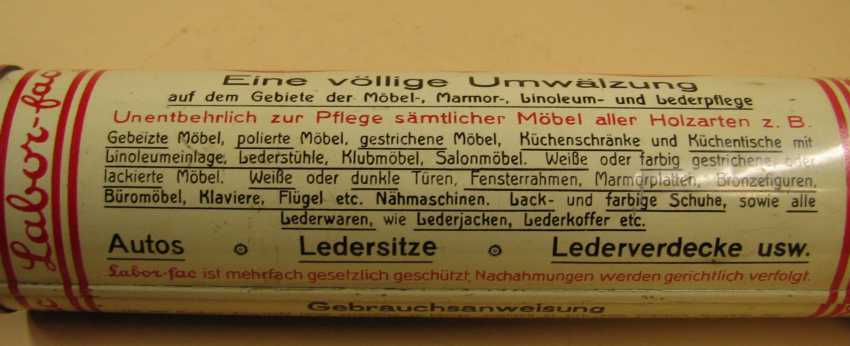 Labor-fac
Eine völlige Umwälzung
auf dem Gebiete der Möbel-, Marmor-, Linoleum- und Lederpflege
Unentbehrlich zur Pflege sämtlicher Möbel aller Holzarten z. B.
Gebeizte Möbel, polierte Möbel, gestrichene Möbel, Küchenschränke und Küchentische mit
Linoleumeinlage, Lederstühle, Klubmöbel, Salonmöbel. Weiße oder farbig gestrichene oder
lackierte Möbel. Weiße oder dunkle Türen, Fensterrahmen, Marmorplatten, Bronzefiguren,
Büromöbel, Klaviere, Flügel etc. Nähmaschinen. Lack- und farbige Schuhe, sowie alle
Lederwaren, wie Lederjacken, Lederkoffer etc.
Autos ⊙ Ledersitze ⊙ Lederverdecke usw.
Labor-fac ist mehrfach gesetzlich geschützt, Nachahmungen werden gerichtlich verfolgt.
Gebrauchsanweisung